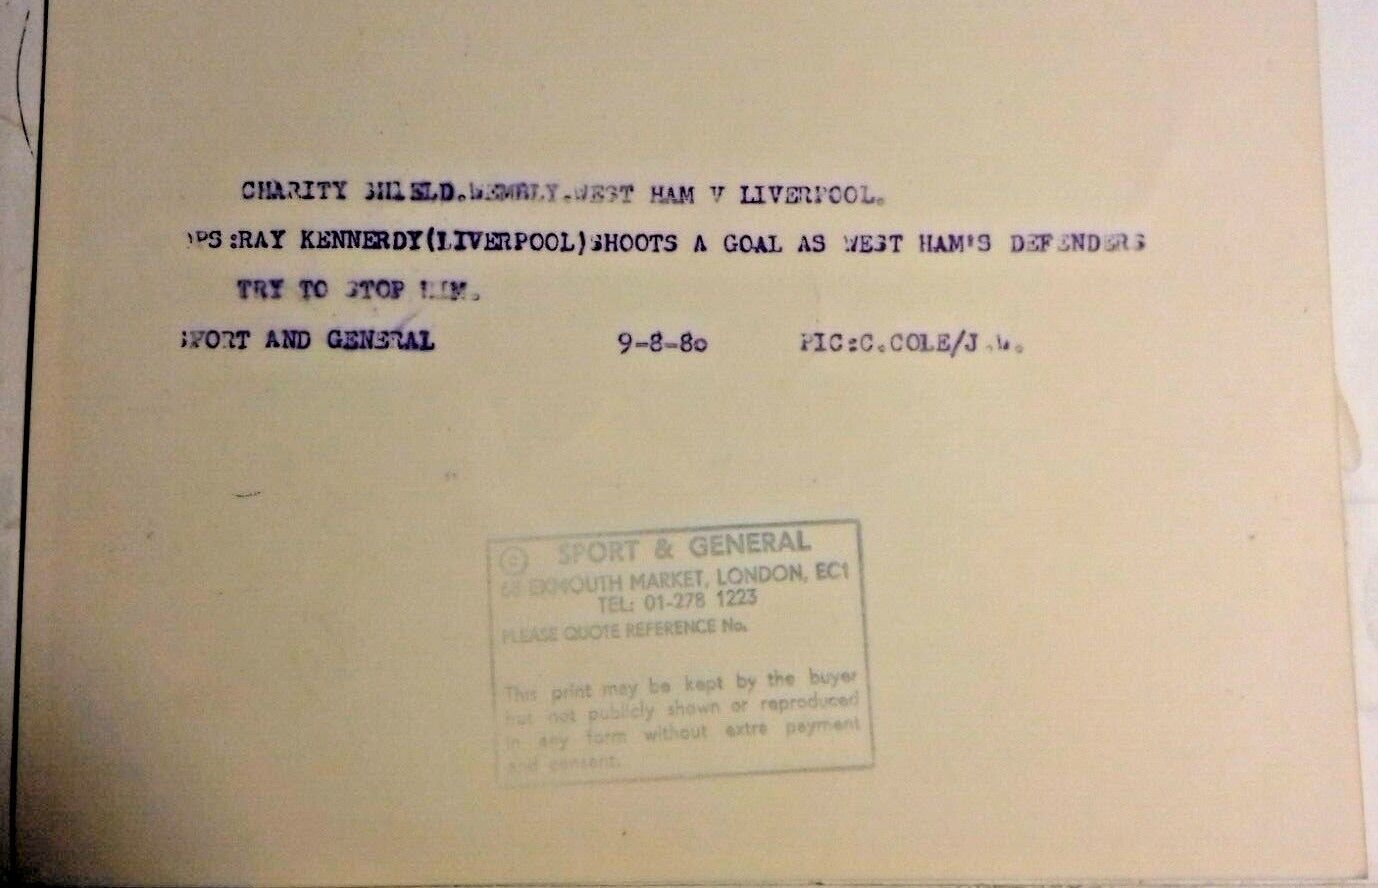 CHARITY SHIELD.WEMBLY.WEST HAM V LIVERPOOL.
OPS:RAY KENNERDY(LIVERPOOL)SHOOTS A GOAL AS WEST HAM'S DEFENDERS
TRY TO STOP HIM.
SPORT AND GENERAL 9-8-80 PIC:C.COLE/J.W.
© SPORT & GENERAL
68 EXMOUTH MARKET, LONDON, EC1
TEL: 01-278 1223
PLEASE QUOTE REFERENCE No.
This print may be kept by the buyer
but not publicly shown or reproduced
in any form without extra payment
and consent.